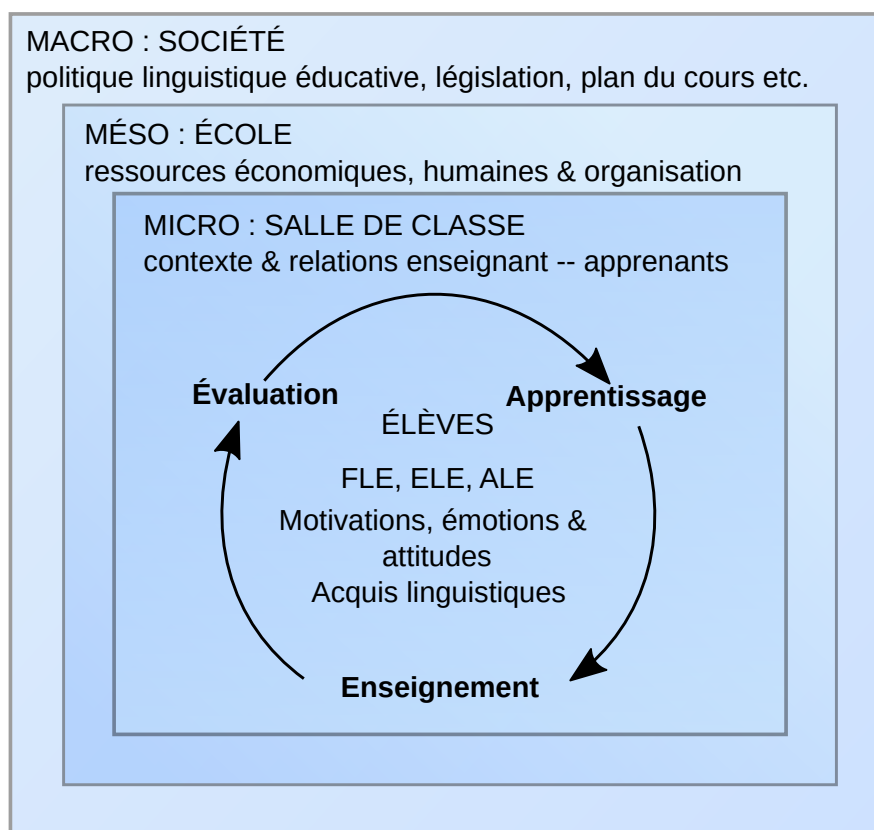 MACRO : SOCIÉTÉ
politique linguistique éducative, législation, plan du cours etc.
MÉSO : ÉCOLE
ressources économiques, humaines & organisation
MICRO : SALLE DE CLASSE
contexte & relations enseignant -- apprenants
Évaluation
Apprentissage
ÉLÈVES
FLE, ELE, ALE
Motivations, émotions &
attitudes
Acquis linguistiques
Enseignement